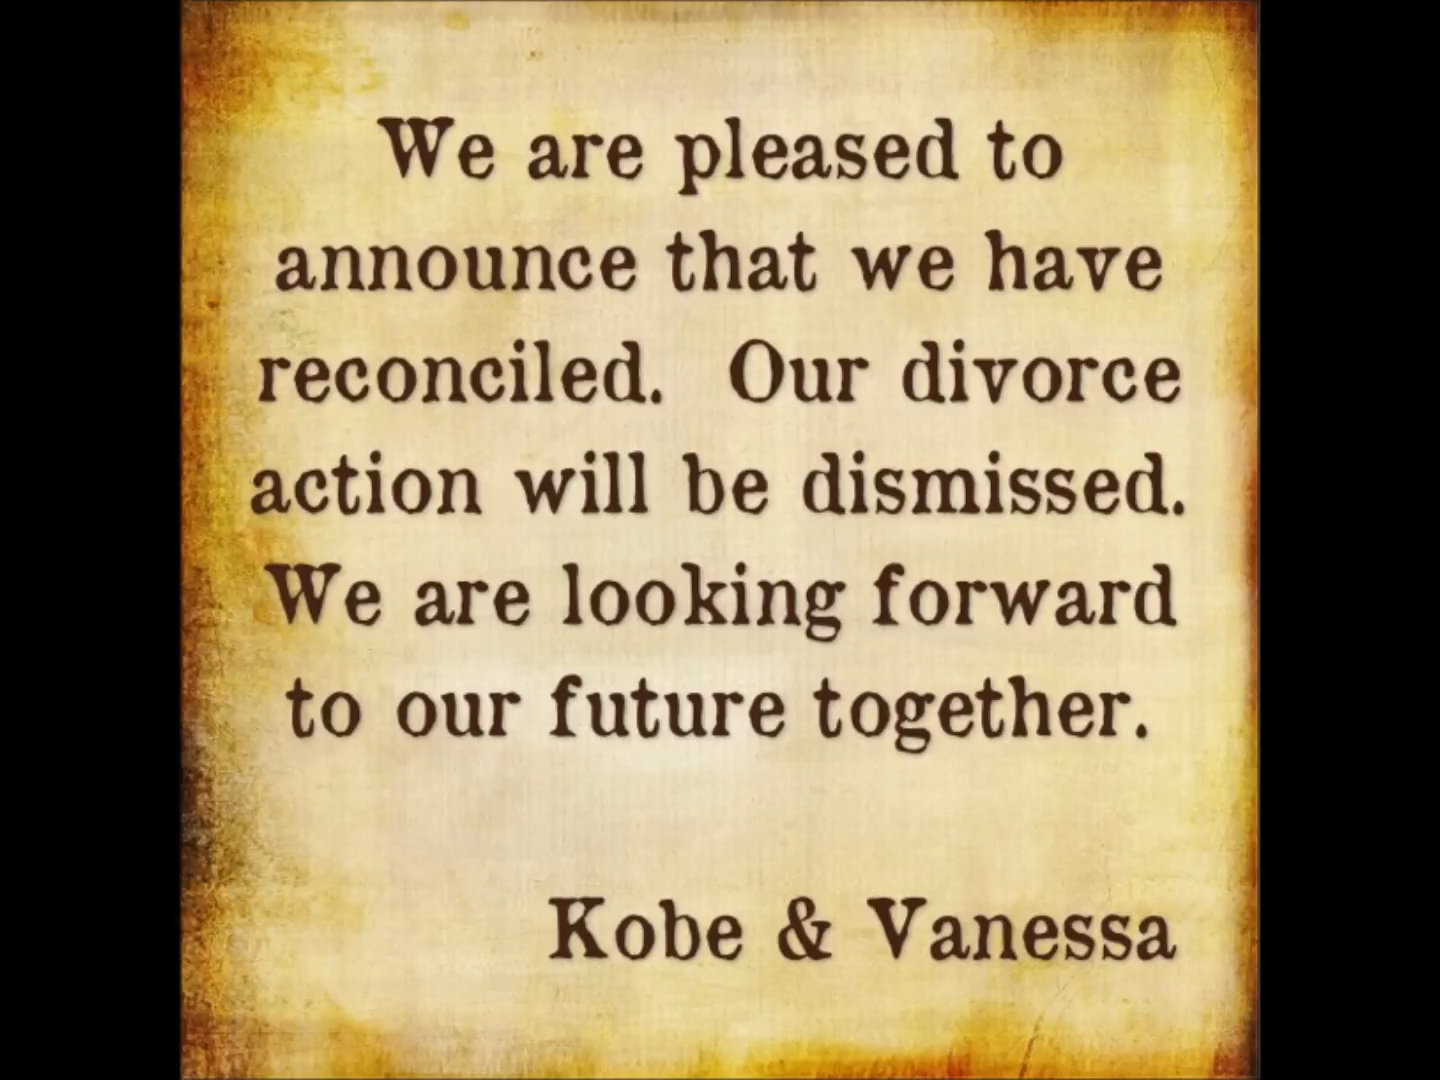 We are pleased to
announce that we have
reconciled.  Our divorce
action will be dismissed.
We are looking forward
to our future together.
Kobe & Vanessa